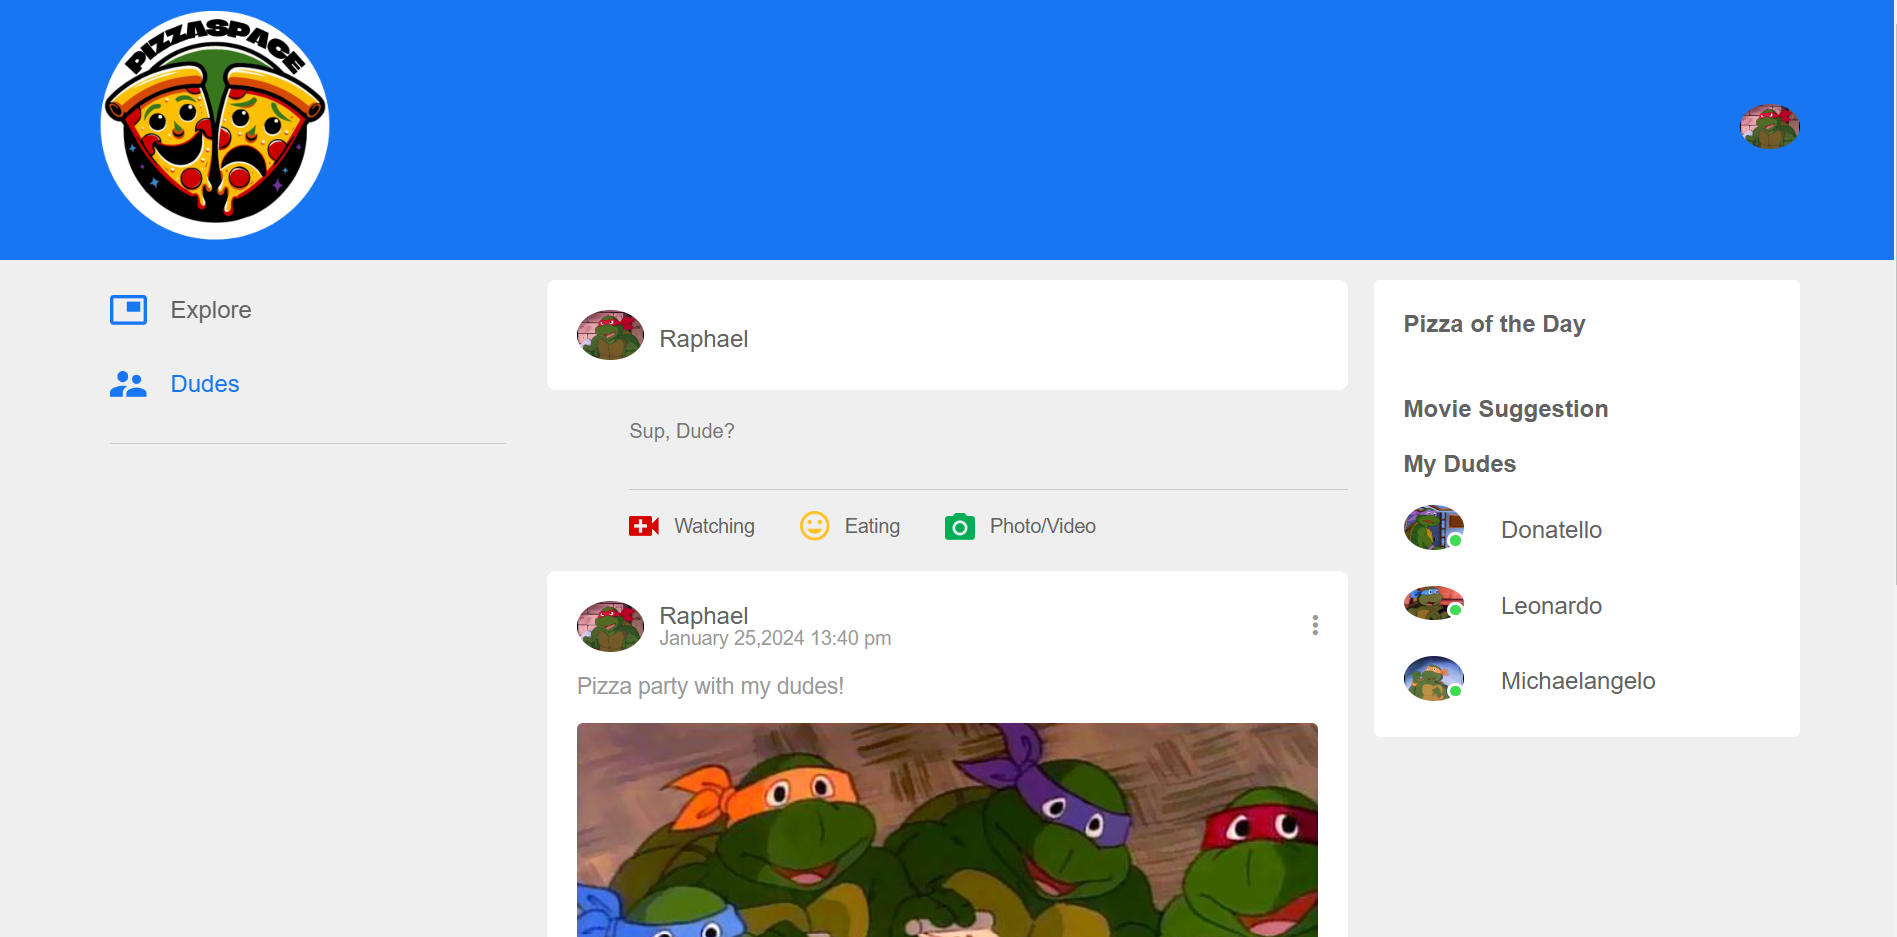 PIZZASPACE
Explore
Dudes
Raphael
Sup, Dude?
Watching
Eating
Photo/Video
Raphael
January 25,2024 13:40 pm
Pizza party with my dudes!
Pizza of the Day
Movie Suggestion
My Dudes
Donatello
Leonardo
Michaelangelo